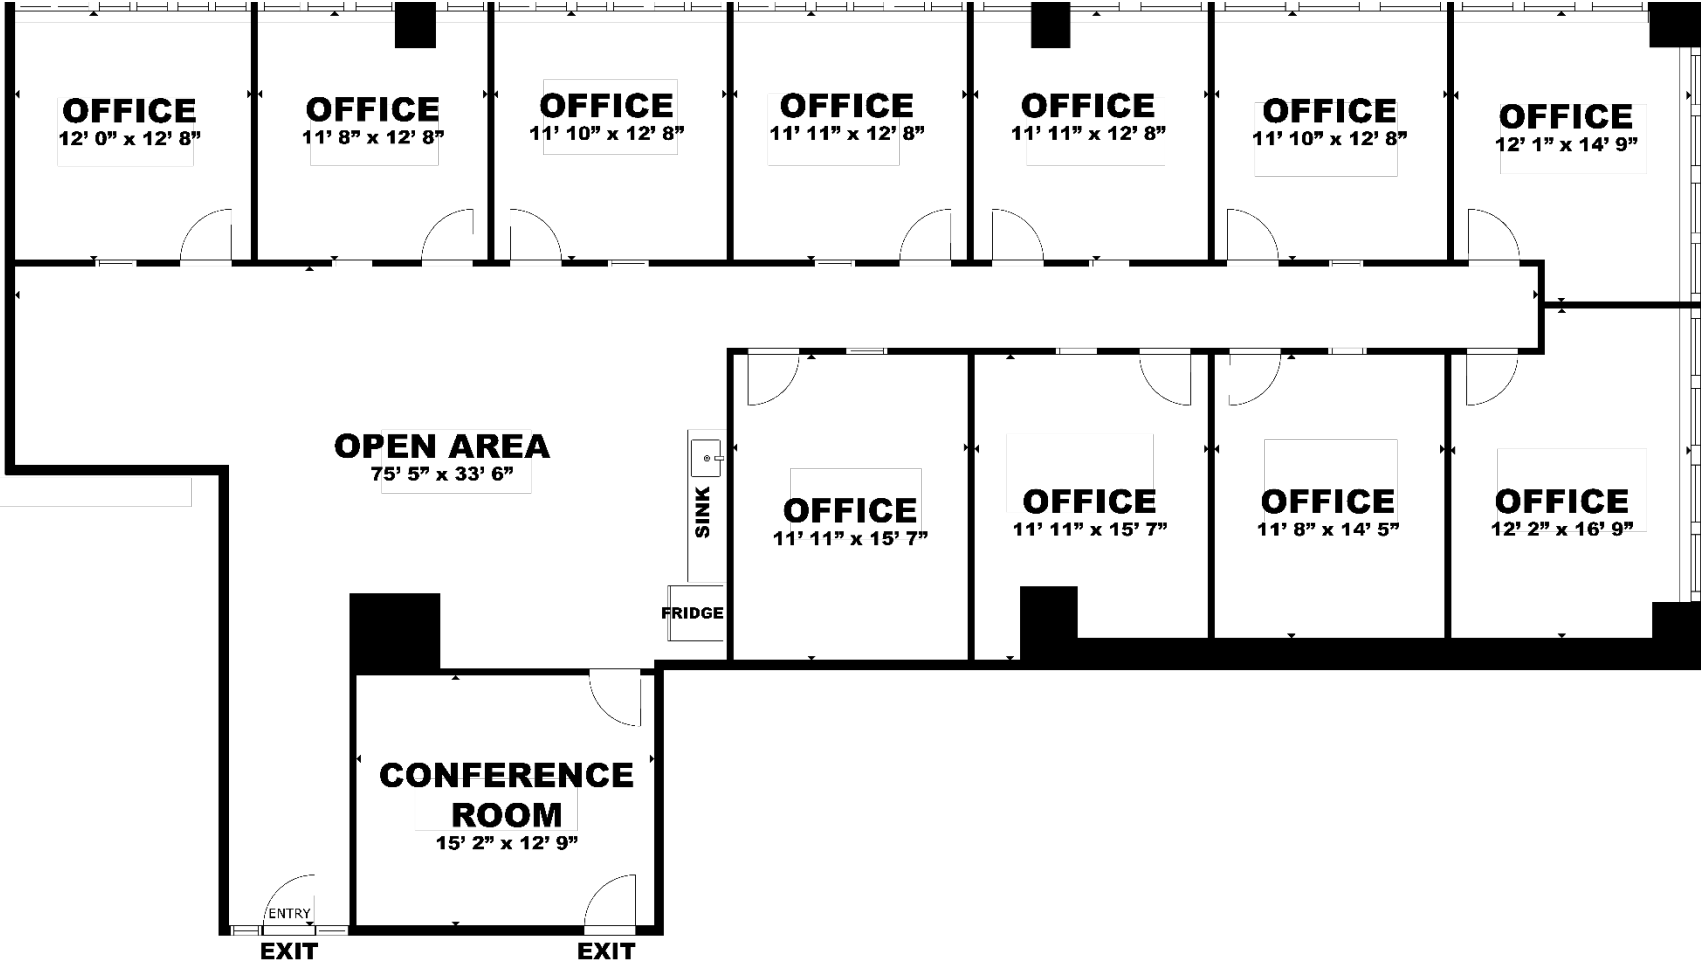 OFFICE
12’ 0” x 12’ 8”
OFFICE
11’ 8” x 12’ 8”
OFFICE
11’ 10” x 12’ 8”
OFFICE
11’ 11” x 12’ 8”
OFFICE
11’ 11” x 12’ 8”
OFFICE
11’ 10” x 12’ 8”
OFFICE
12’ 1” x 14’ 9”
OPEN AREA
75’ 5” x 33’ 6”
SINK
FRIDGE
OFFICE
11’ 11” x 15’ 7”
OFFICE
11’ 11” x 15’ 7”
OFFICE
11’ 8” x 14’ 5”
OFFICE
12’ 2” x 16’ 9”
CONFERENCE
ROOM
15’ 2” x 12’ 9”
ENTRY
EXIT
EXIT